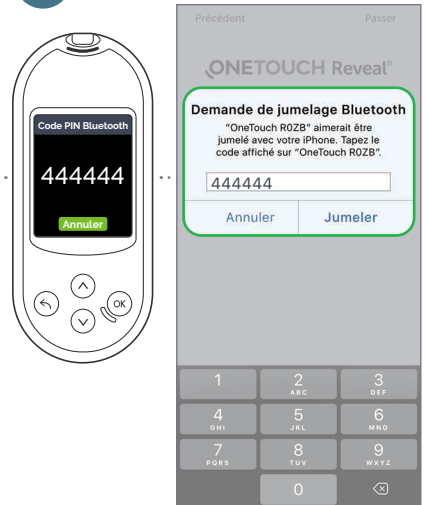 Code PIN Bluetooth
444444
Annuler
OK
Précédent Passer
ONETOUCH Reveal®
Demande de jumelage Bluetooth
"OneTouch R0ZB" aimerait être
jumelé avec votre iPhone. Tapez le
code affiché sur "OneTouch R0ZB".
444444
Annuler Jumeler
1 2 3
ABC DEF
4 5 6
GHI JKL MNO
7 8 9
PQRS TUV WXYZ
0